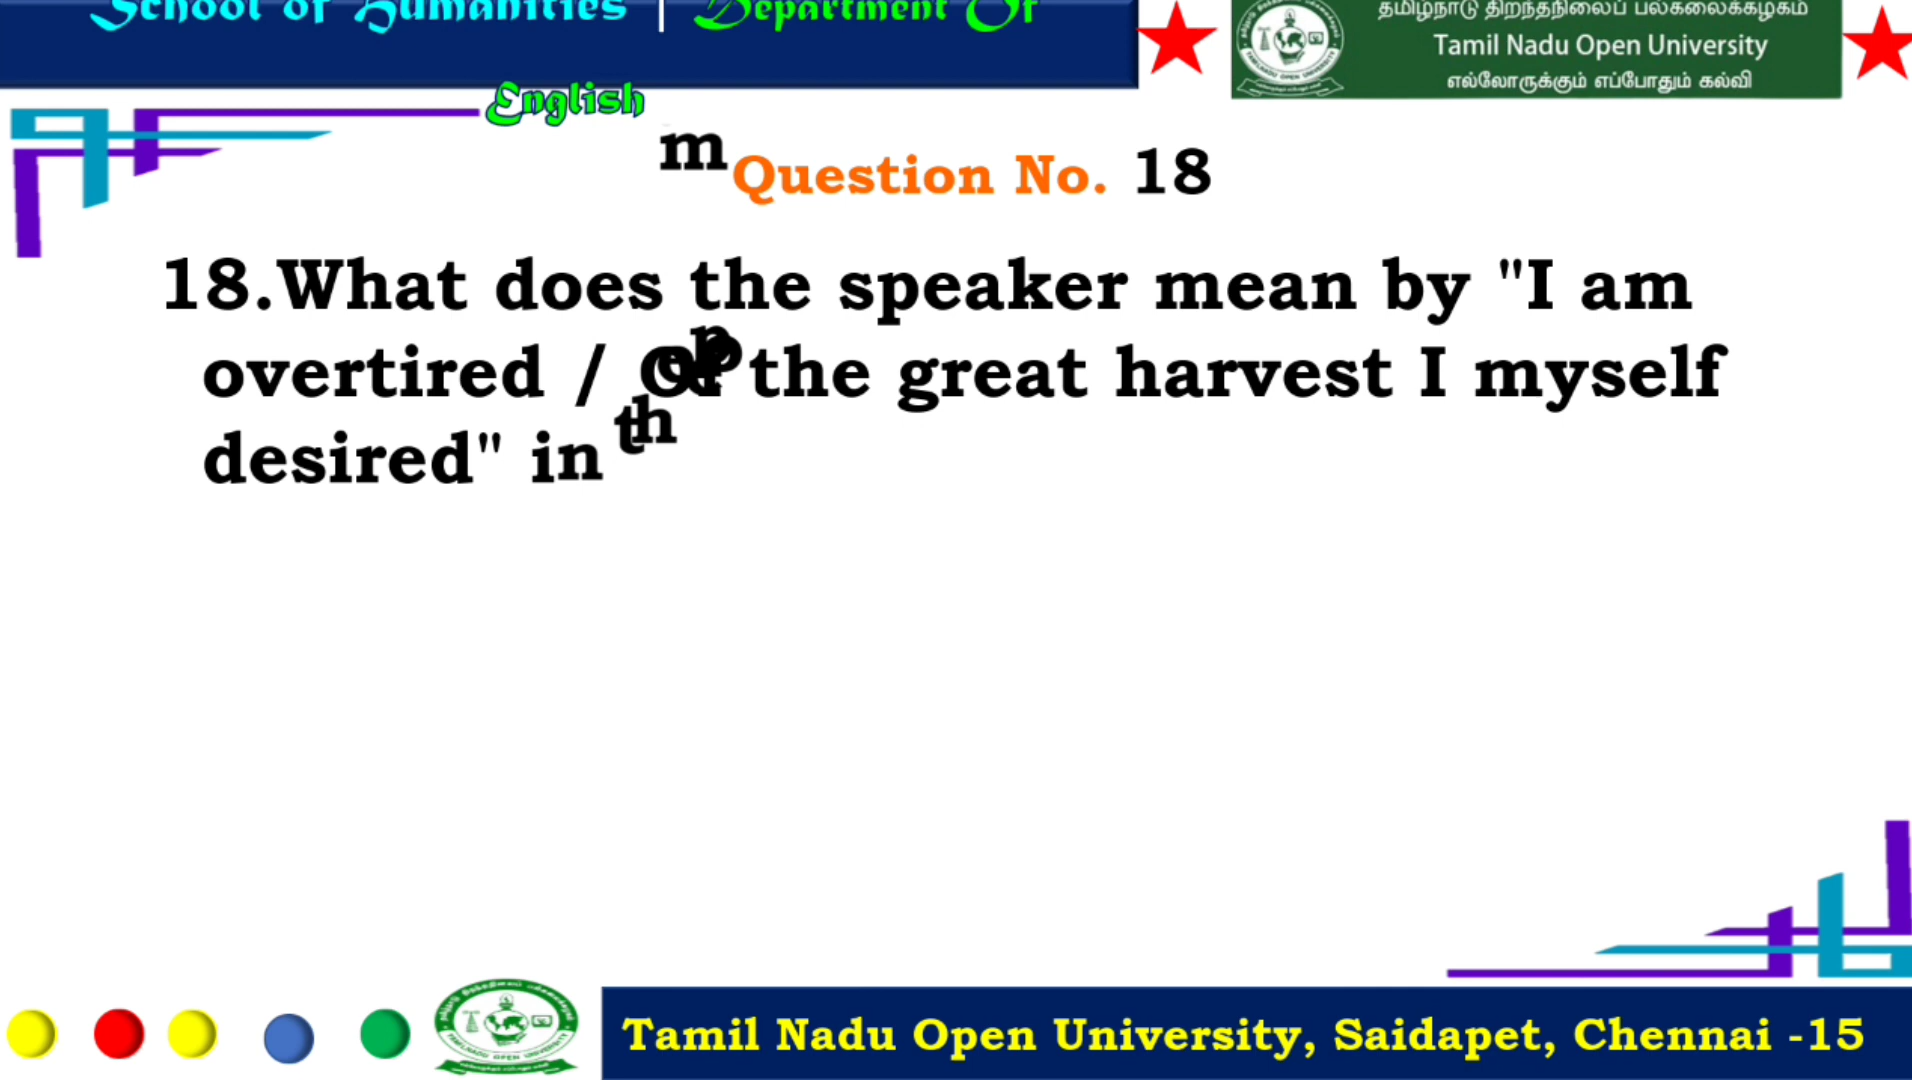 School of Humanities | Department Of
English
தமிழ்நாடு திறந்தநிலைப் பல்கலைக்கழகம்
Tamil Nadu Open University
எல்லோருக்கும் எப்போதும் கல்வி
m
Question No. 18
18.What does the speaker mean by "I am
overtired / Of the great harvest I myself
desired" in th
Tamil Nadu Open University, Saidapet, Chennai -15